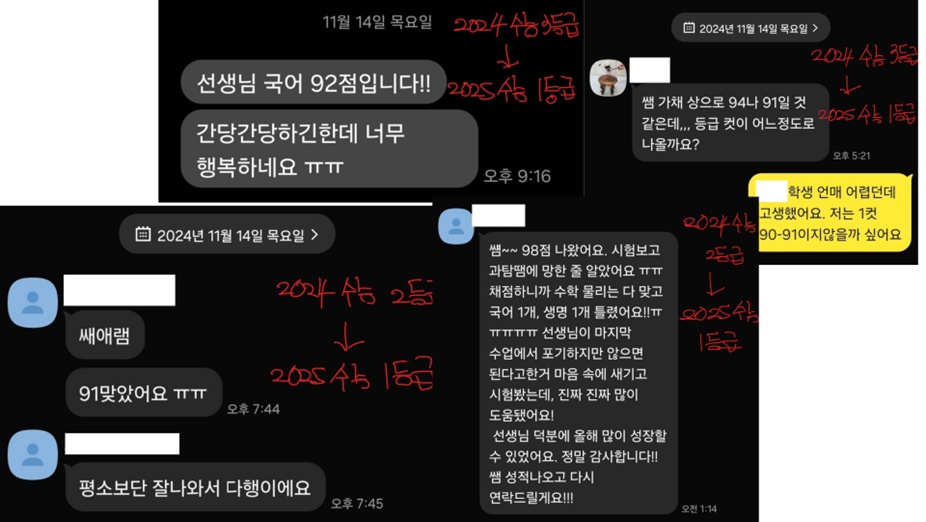 11월 14일 목요일
선생님 국어 92점입니다!!
간당간당하긴한데 너무
행복하네요 ㅠㅠ
오후 9:16
2024 수능 3등급
↓
2025 수능 1등급
2024년 11월 14일 목요일 >
쌤 가채 상으로 94나 91일 것
같은데,,, 등급 컷이 어느정도로
나올까요?
오후 5:21
2024 수능 3등급
↓
2025 수능 1등급
학생 언매 어렵던데
고생했어요. 저는 1컷
90-91이지않을까 싶어요
2024년 11월 14일 목요일 >
쌔애램
91맞았어요 ㅠㅠ
오후 7:44
평소보단 잘나와서 다행이에요
오후 7:45
2024 수능 2등급
↓
2025 수능 1등급
쌤~~ 98점 나왔어요. 시험보고
과탐땜에 망한 줄 알았어요 ㅠㅠ
채점하니까 수학 물리는 다 맞고
국어 1개, 생명 1개 틀렸어요!!ㅠ
ㅠㅠㅠㅠ 선생님이 마지막
수업에서 포기하지만 않으면
된다고한거 마음 속에 새기고
시험봤는데, 진짜 진짜 많이
도움됐어요!
선생님 덕분에 올해 많이 성장할
수 있었어요. 정말 감사합니다!!
쌤 성적나오고 다시
연락드릴게요!!!
오전 1:14
2024 수능
2등급
↓
2025 수능
1등급